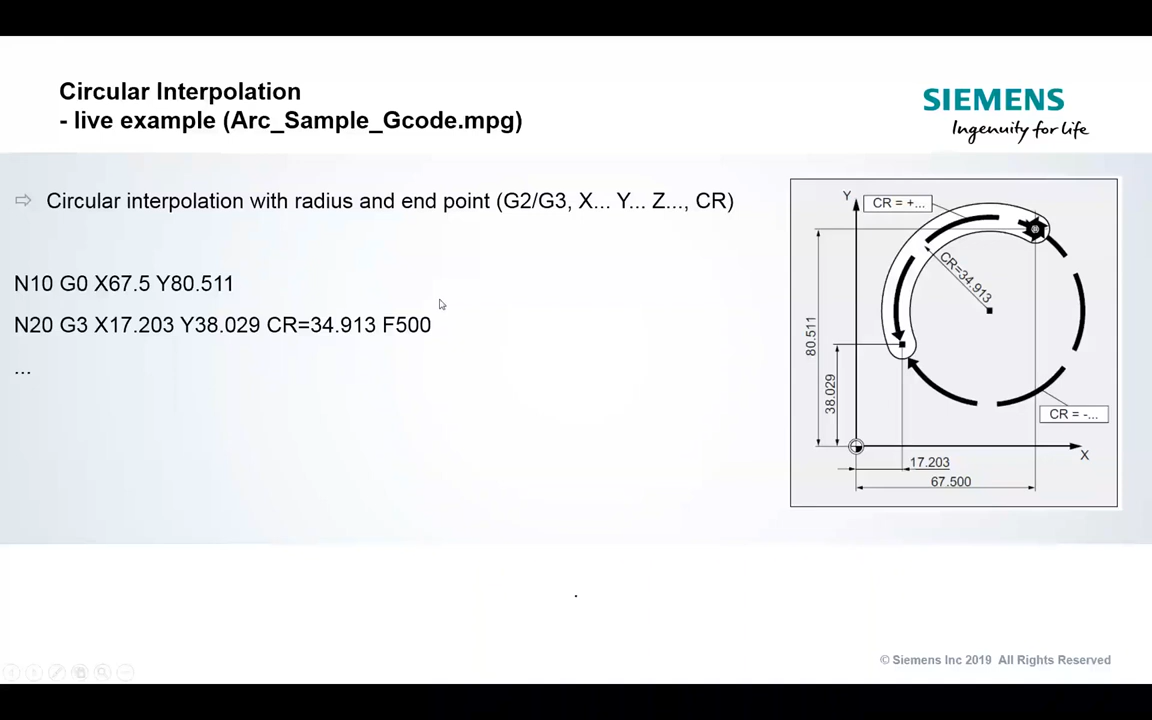 Circular Interpolation
- live example (Arc_Sample_Gcode.mpg)
SIEMENS
Ingenuity for life
⇨ Circular interpolation with radius and end point (G2/G3, X... Y... Z..., CR)
N10 G0 X67.5 Y80.511
N20 G3 X17.203 Y38.029 CR=34.913 F500
...
Y
CR = +...
CR=34.913
80.511
38.029
CR = -...
X
17.203
67.500
.
© Siemens Inc 2019 All Rights Reserved